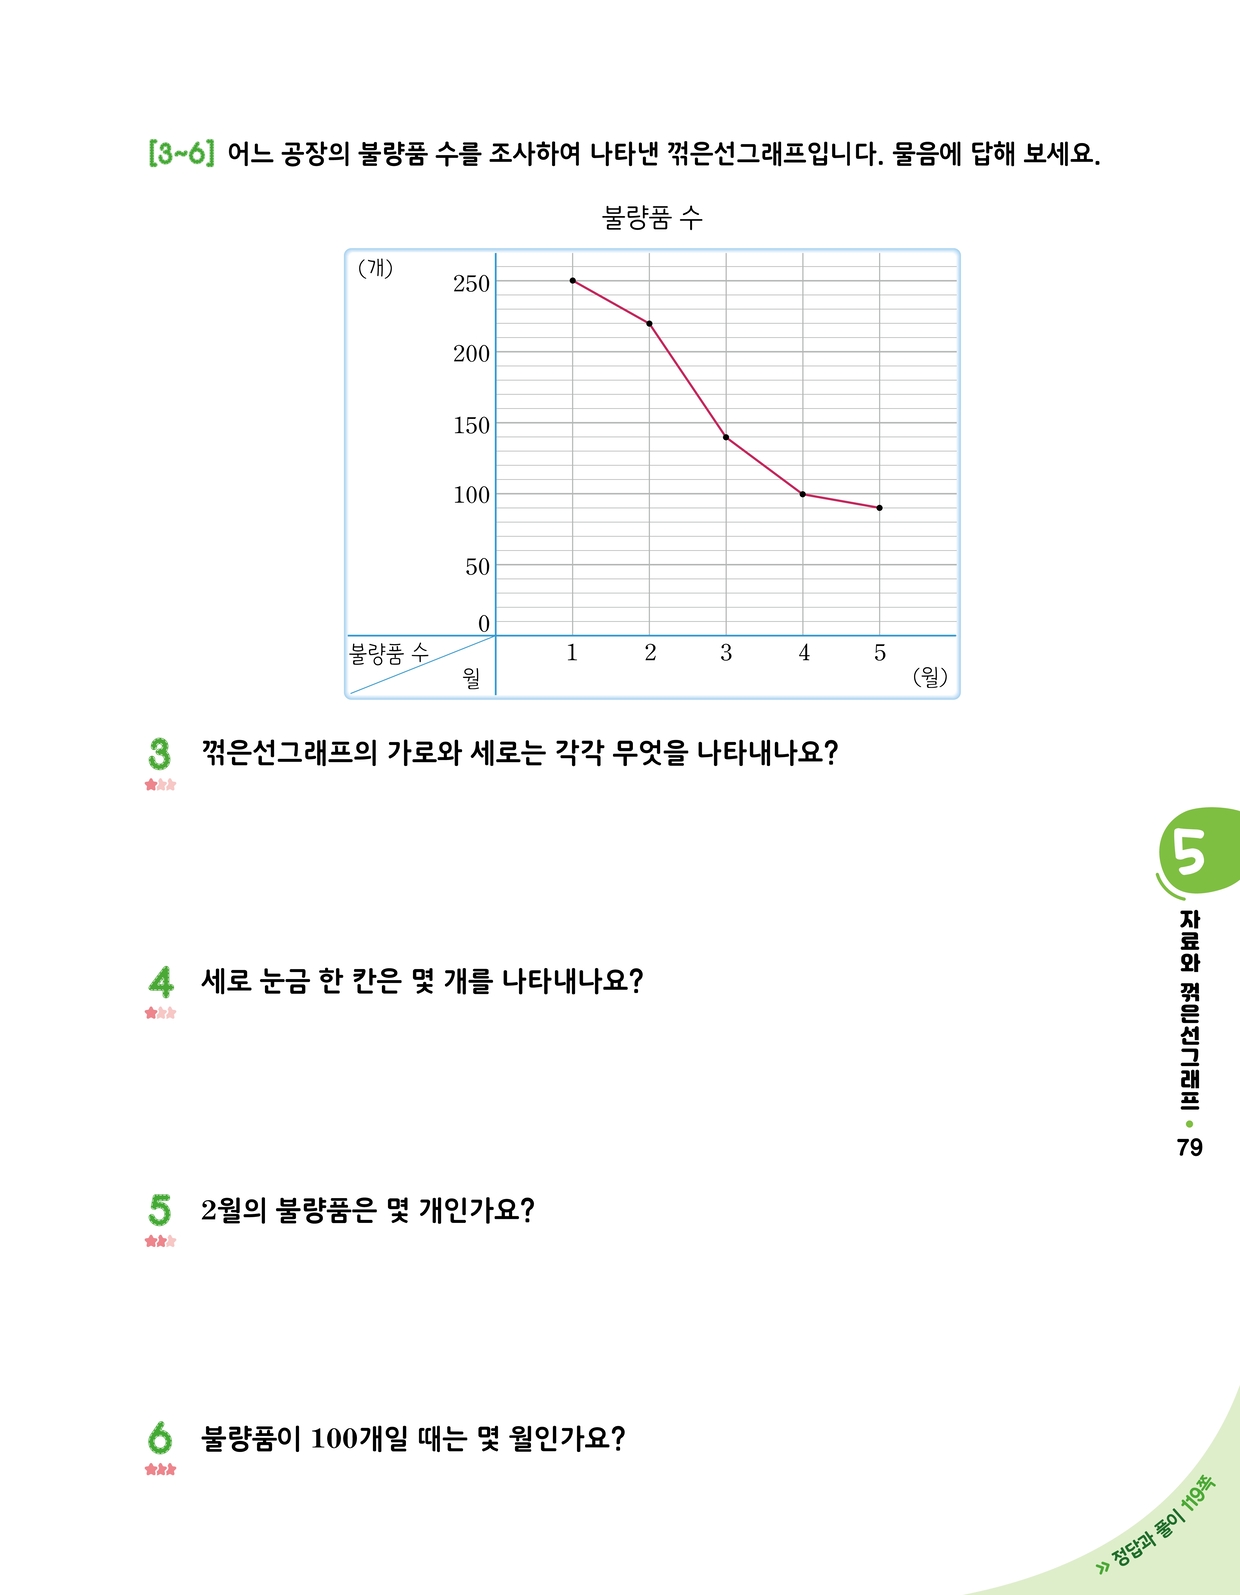 [3~6] 어느 공장의 불량품 수를 조사하여 나타낸 꺾은선그래프입니다. 물음에 답해 보세요.
불량품 수
(개)
250
200
150
100
50
0
불량품 수
월
1 2 3 4 5
(월)
3 꺾은선그래프의 가로와 세로는 각각 무엇을 나타내나요?
4 세로 눈금 한 칸은 몇 개를 나타내나요?
5 2월의 불량품은 몇 개인가요?
6 불량품이 100개일 때는 몇 월인가요?
5
자료와 꺾은선그래프 • 79
» 정답과 풀이 119쪽